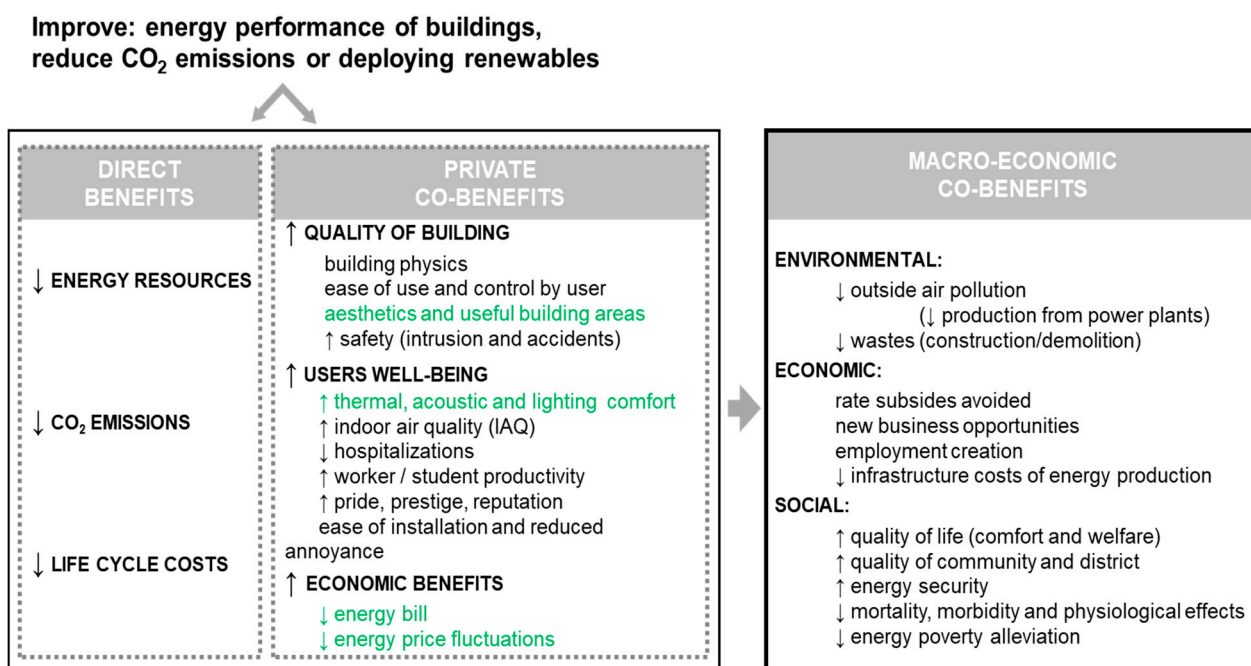 Improve: energy performance of buildings,
reduce CO₂ emissions or deploying renewables
DIRECT
BENEFITS
↓ ENERGY RESOURCES
↓ CO₂ EMISSIONS
↓ LIFE CYCLE COSTS
PRIVATE
CO-BENEFITS
↑ QUALITY OF BUILDING
building physics
ease of use and control by user
aesthetics and useful building areas
↑ safety (intrusion and accidents)
↑ USERS WELL-BEING
↑ thermal, acoustic and lighting comfort
↑ indoor air quality (IAQ)
↓ hospitalizations
↑ worker / student productivity
↑ pride, prestige, reputation
ease of installation and reduced
annoyance
↑ ECONOMIC BENEFITS
↓ energy bill
↓ energy price fluctuations
MACRO-ECONOMIC
CO-BENEFITS
ENVIRONMENTAL:
↓ outside air pollution
(↓ production from power plants)
↓ wastes (construction/demolition)
ECONOMIC:
rate subsides avoided
new business opportunities
employment creation
↓ infrastructure costs of energy production
SOCIAL:
↑ quality of life (comfort and welfare)
↑ quality of community and district
↑ energy security
↓ mortality, morbidity and physiological effects
↓ energy poverty alleviation